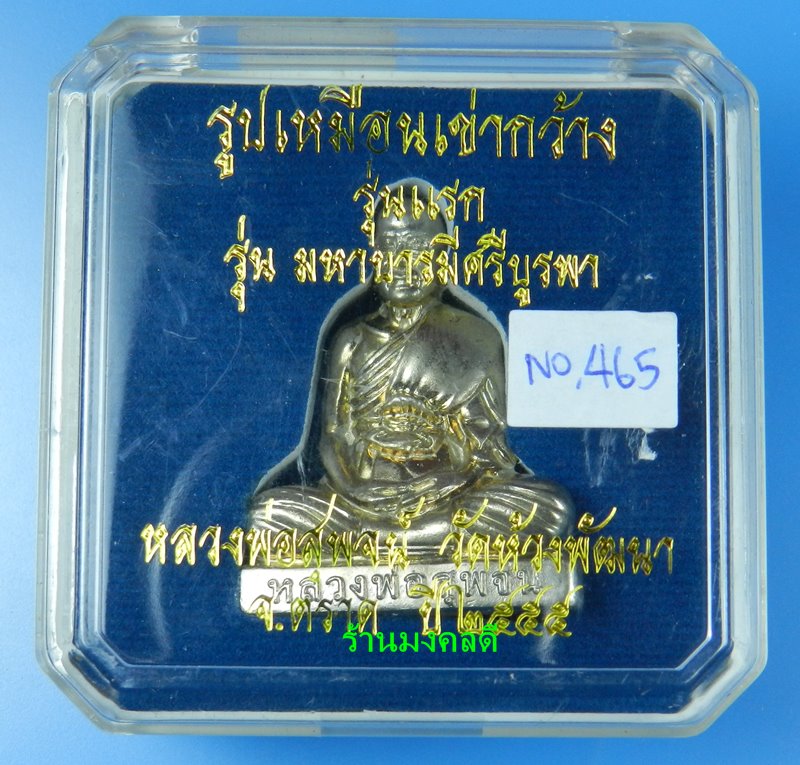 รูปเหมือนเข่ากว้าง
รุ่นแรก
รุ่น มหาบารมีศรีบูรพา
NO.465
หลวงพ่อสุพจน์ วัดห้วงพัฒนา
หลวงพ่อสุพจน์
จ.ตราด ปี ๒๕๕๕
ร้านมงคลดี